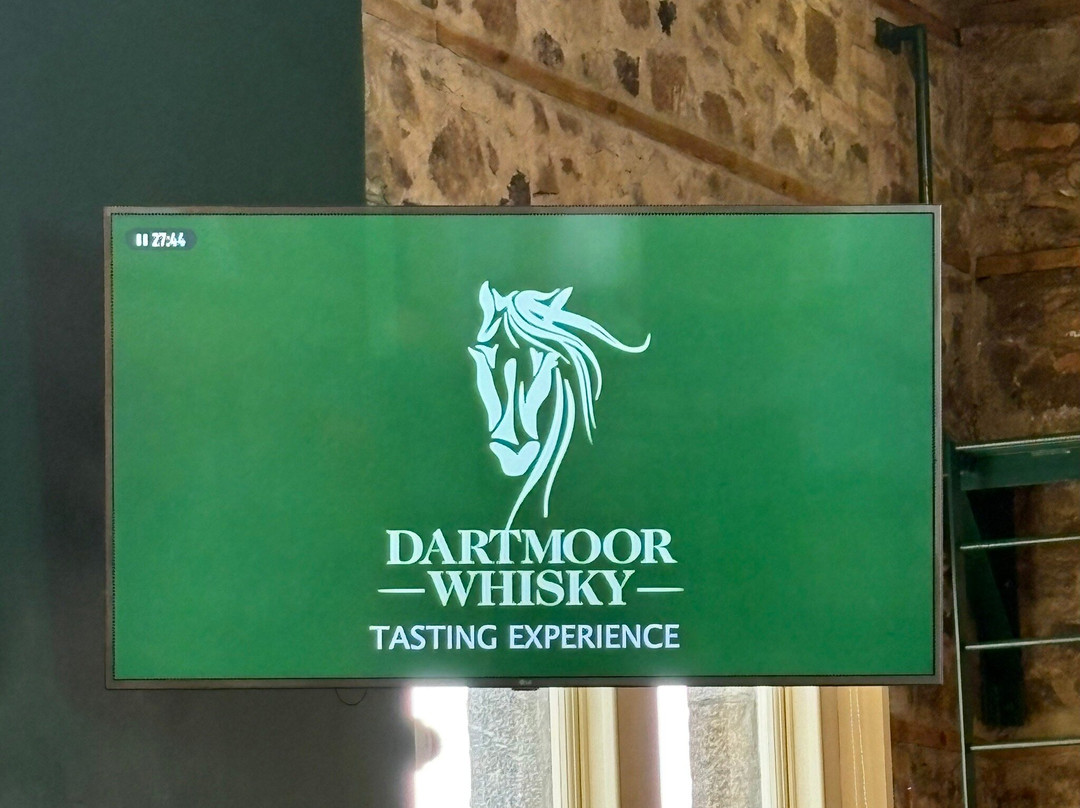 27:44
DARTMOOR
WHISKY
TASTING EXPERIENCE